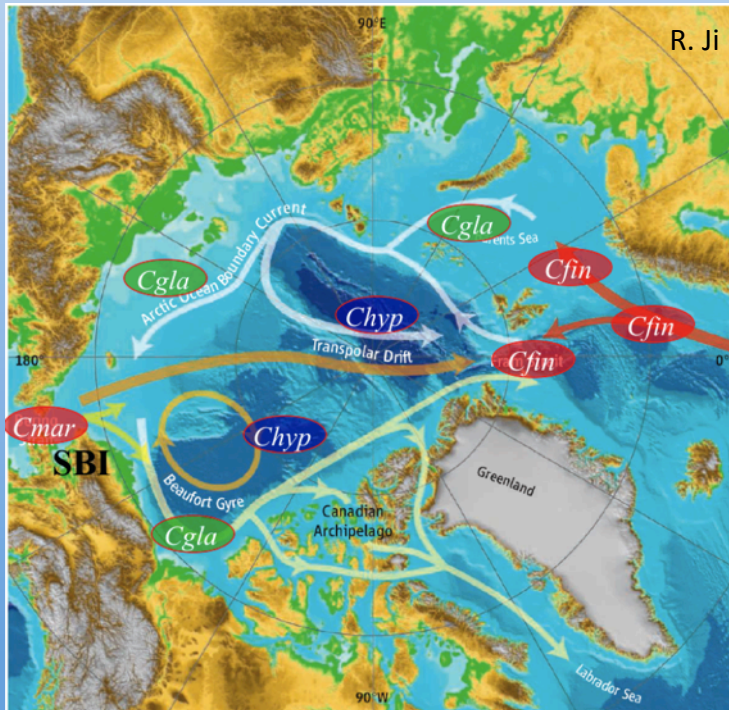 90°E
R. Ji
Cgla
Arctic Ocean Boundary Current
Cgla
Sea
Cfin
Cfin
Chyp
180°
Transpolar Drift
Cfin
0°
Cmar
SBI
Chyp
Beaufort Gyre
Greenland
Canadian
Archipelago
Cgla
Labrador Sea
90°W